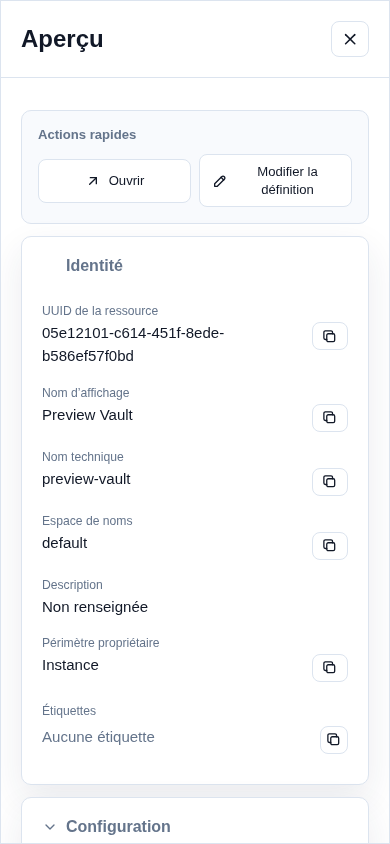 Aperçu
Actions rapides
Ouvrir
Modifier la
définition
Identité
UUID de la ressource
05e12101-c614-451f-8ede-
b586ef57f0bd
Nom d’affichage
Preview Vault
Nom technique
preview-vault
Espace de noms
default
Description
Non renseignée
Périmètre propriétaire
Instance
Étiquettes
Aucune étiquette
Configuration